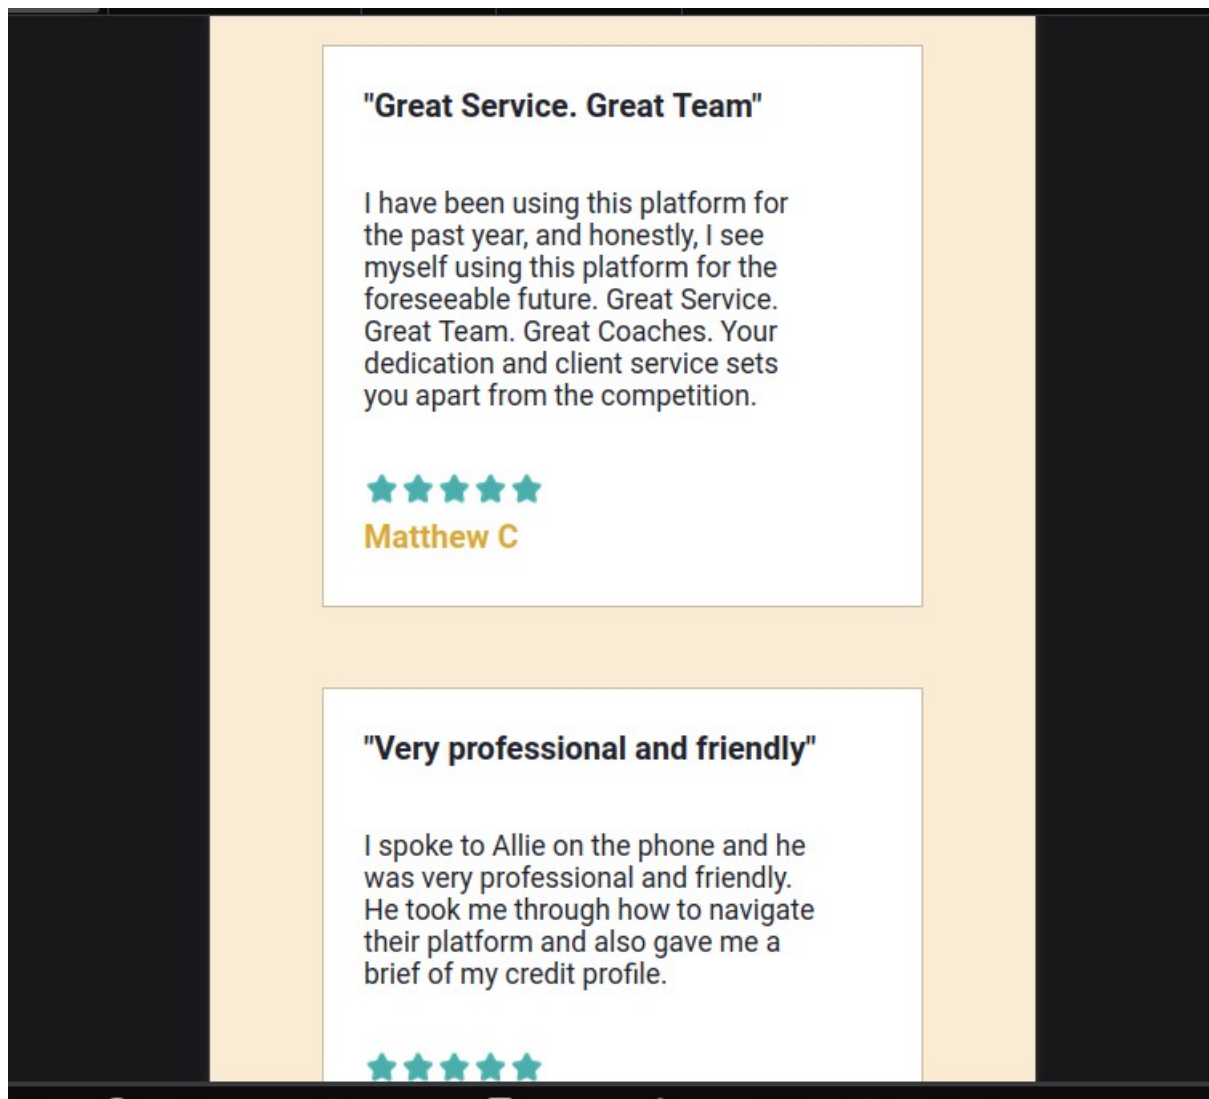 "Great Service. Great Team"
I have been using this platform for
the past year, and honestly, I see
myself using this platform for the
foreseeable future. Great Service.
Great Team. Great Coaches. Your
dedication and client service sets
you apart from the competition.
Matthew C
"Very professional and friendly"
I spoke to Allie on the phone and he
was very professional and friendly.
He took me through how to navigate
their platform and also gave me a
brief of my credit profile.